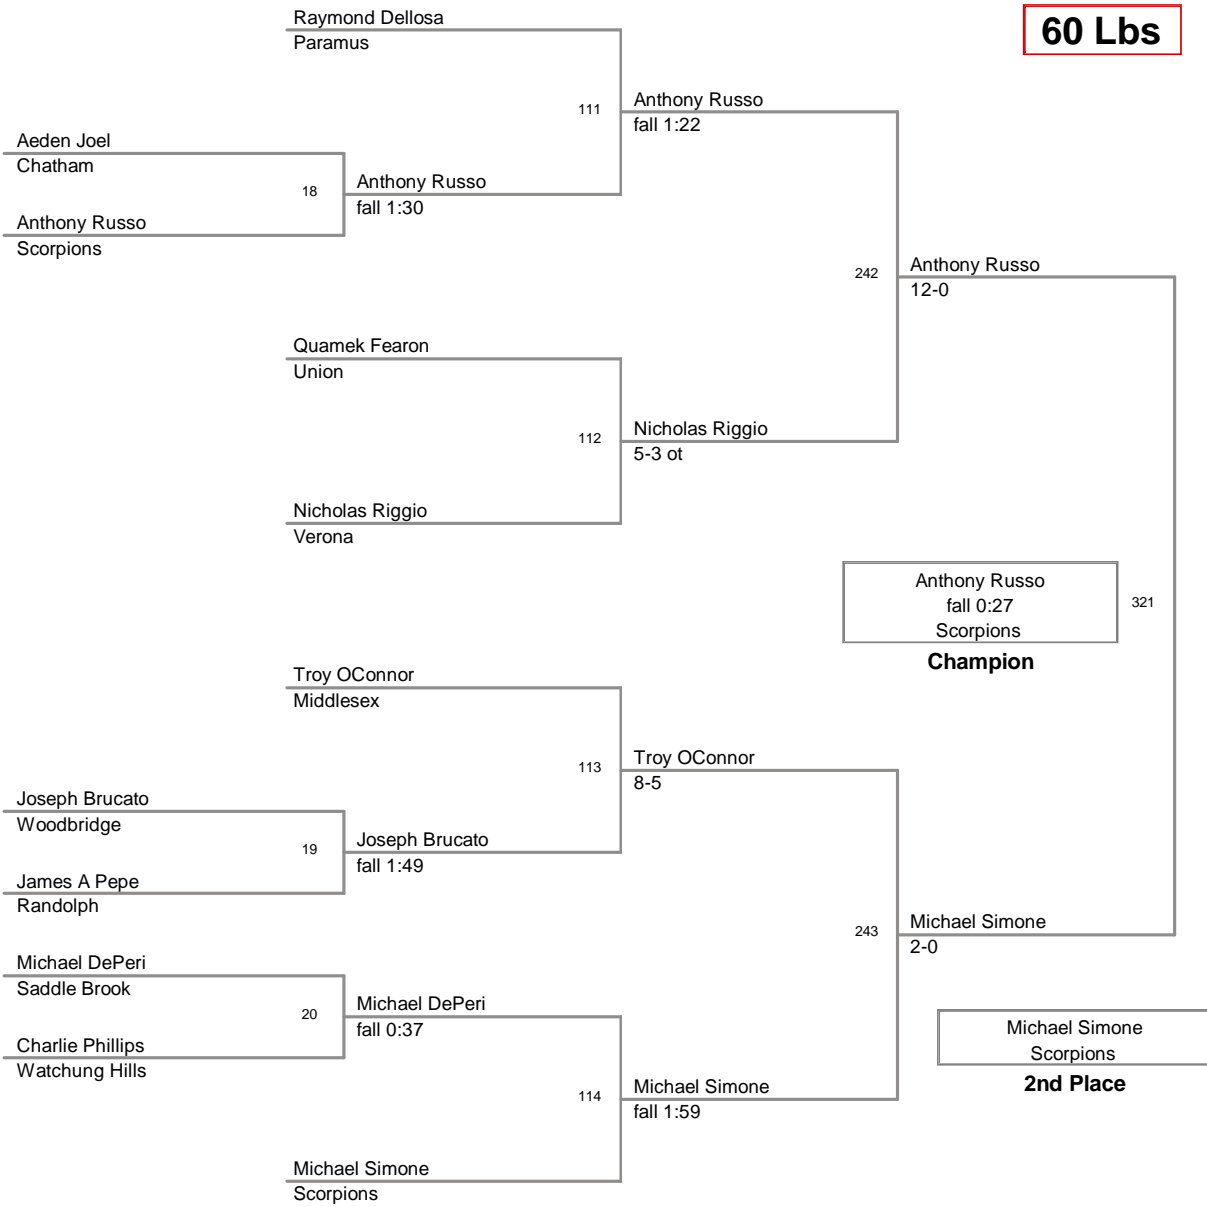 Raymond Dellosa
Paramus
60 Lbs
111
Anthony Russo
fall 1:22
Aeden Joel
Chatham
18
Anthony Russo
fall 1:30
Anthony Russo
Scorpions
242
Anthony Russo
12-0
Quamek Fearon
Union
112
Nicholas Riggio
5-3 ot
Nicholas Riggio
Verona
Anthony Russo
fall 0:27
Scorpions
321
Champion
Troy OConnor
Middlesex
113
Troy OConnor
8-5
Joseph Brucato
Woodbridge
19
Joseph Brucato
fall 1:49
James A Pepe
Randolph
243
Michael Simone
2-0
Michael DePeri
Saddle Brook
20
Michael DePeri
fall 0:37
Charlie Phillips
Watchung Hills
Michael Simone
Scorpions
2nd Place
114
Michael Simone
fall 1:59
Michael Simone
Scorpions